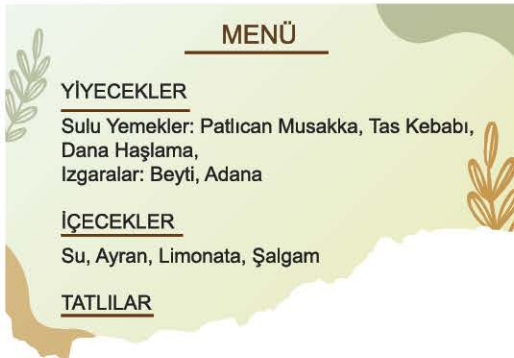 MENÜ
YİYECEKLER
Sulu Yemekler: Patlıcan Musakka, Tas Kebabı,
Dana Haşlama,
Izgaralar: Beyti, Adana
İÇECEKLER
Su, Ayran, Limonata, Şalgam
TATLILAR